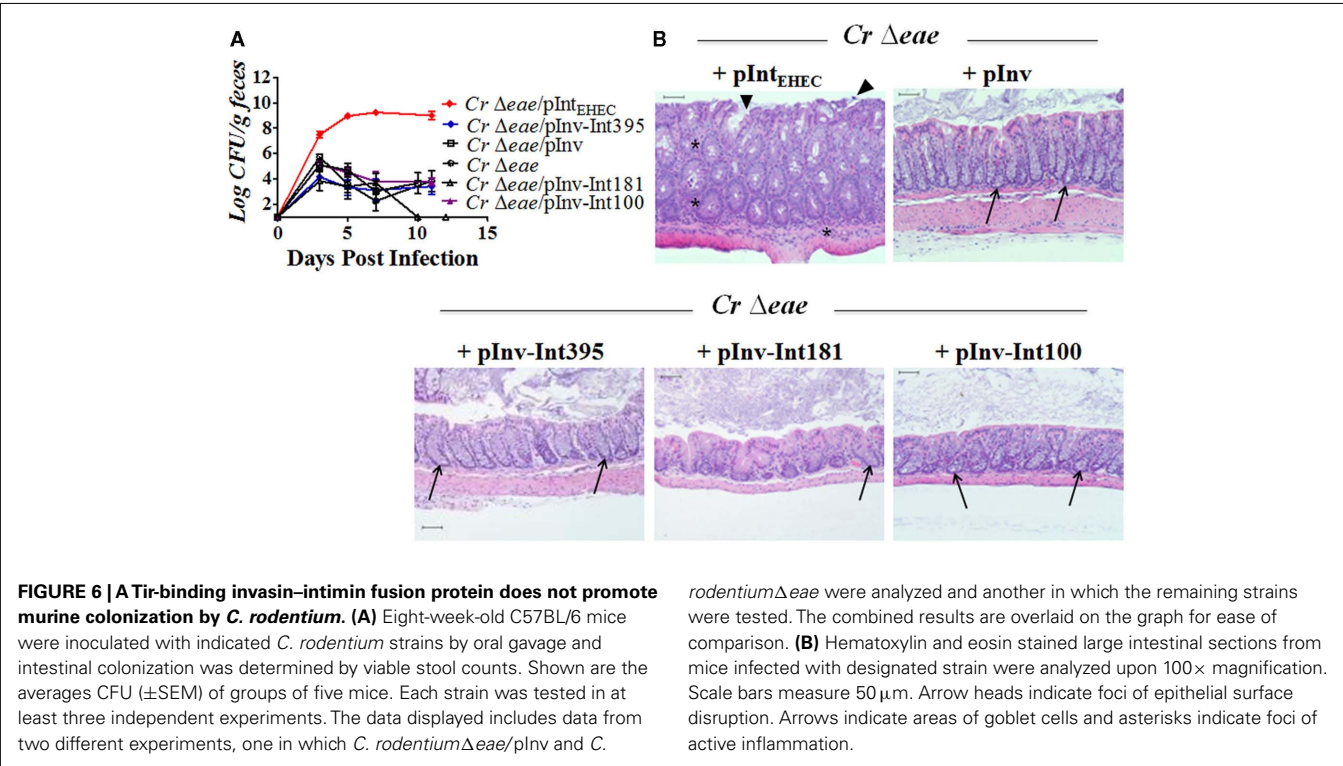 A
Log CFU/g feces
12
10
8
6
4
2
0
5
10
15
Days Post Infection
Cr Δeae/pIntEHEC
Cr Δeae/pInv-Int395
Cr Δeae/pInv
Cr Δeae
Cr Δeae/pInv-Int181
Cr Δeae/pInv-Int100
B
Cr Δeae
+ pIntEHEC
+ pInv
*
*
*
Cr Δeae
+ pInv-Int395
+ pInv-Int181
+ pInv-Int100
FIGURE 6 | A Tir-binding invasin–intimin fusion protein does not promote
murine colonization by C. rodentium. (A) Eight-week-old C57BL/6 mice
were inoculated with indicated C. rodentium strains by oral gavage and
intestinal colonization was determined by viable stool counts. Shown are the
averages CFU (±SEM) of groups of five mice. Each strain was tested in at
least three independent experiments. The data displayed includes data from
two different experiments, one in which C. rodentiumΔeae/pInv and C.
rodentiumΔeae were analyzed and another in which the remaining strains
were tested. The combined results are overlaid on the graph for ease of
comparison. (B) Hematoxylin and eosin stained large intestinal sections from
mice infected with designated strain were analyzed upon 100× magnification.
Scale bars measure 50 μm. Arrow heads indicate foci of epithelial surface
disruption. Arrows indicate areas of goblet cells and asterisks indicate foci of
active inflammation.